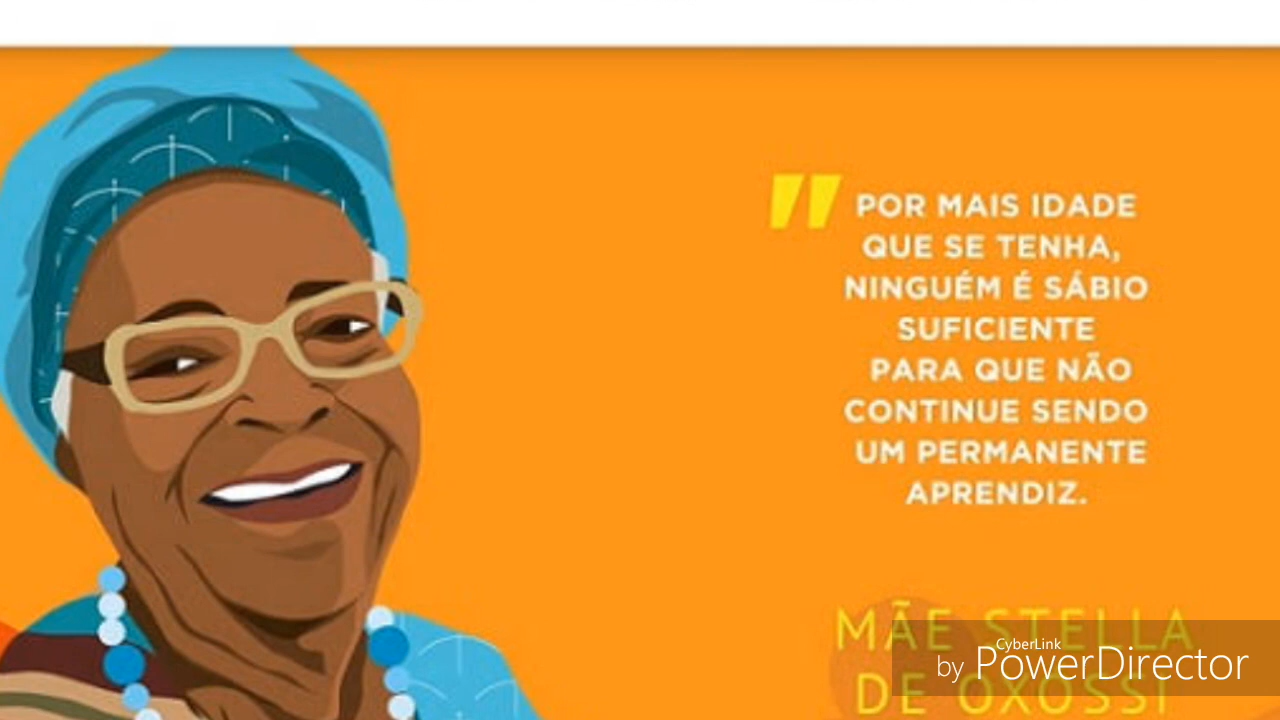 POR MAIS IDADE
QUE SE TENHA,
NINGUÉM É SÁBIO
SUFICIENTE
PARA QUE NÃO
CONTINUE SENDO
UM PERMANENTE
APRENDIZ.
MÃE STELLA
DE OXOSSI
CyberLink
by PowerDirector